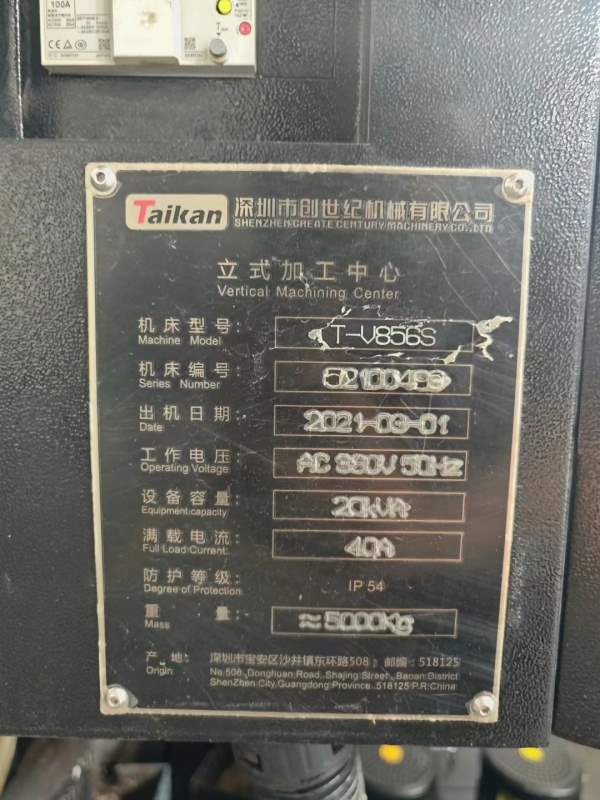 100A
Taikan 深圳市创世纪机械有限公司
SHENZHEN CREATE CENTURY MACHINERY CO.,LTD
立式加工中心
Vertical Machining Center
机床型号: T-V856S
Machine Model
机床编号:
Series Number
出机日期: 2021-03-01
Date
工作电压: AC 380V 50Hz
Operating Voltage
设备容量: 20kVA
Equipment capacity
满载电流: 40A
Full Load Current:
防护等级: IP 54
Degree of Protection
重量: ≈5000Kg
Mass
产地: 深圳市宝安区沙井镇东环路508; 邮编: 518125
Origin No.508, Donghuan Road, Shajing Street, Baoan District
ShenZhen City,Guangdong Province, 518125 P.R.China